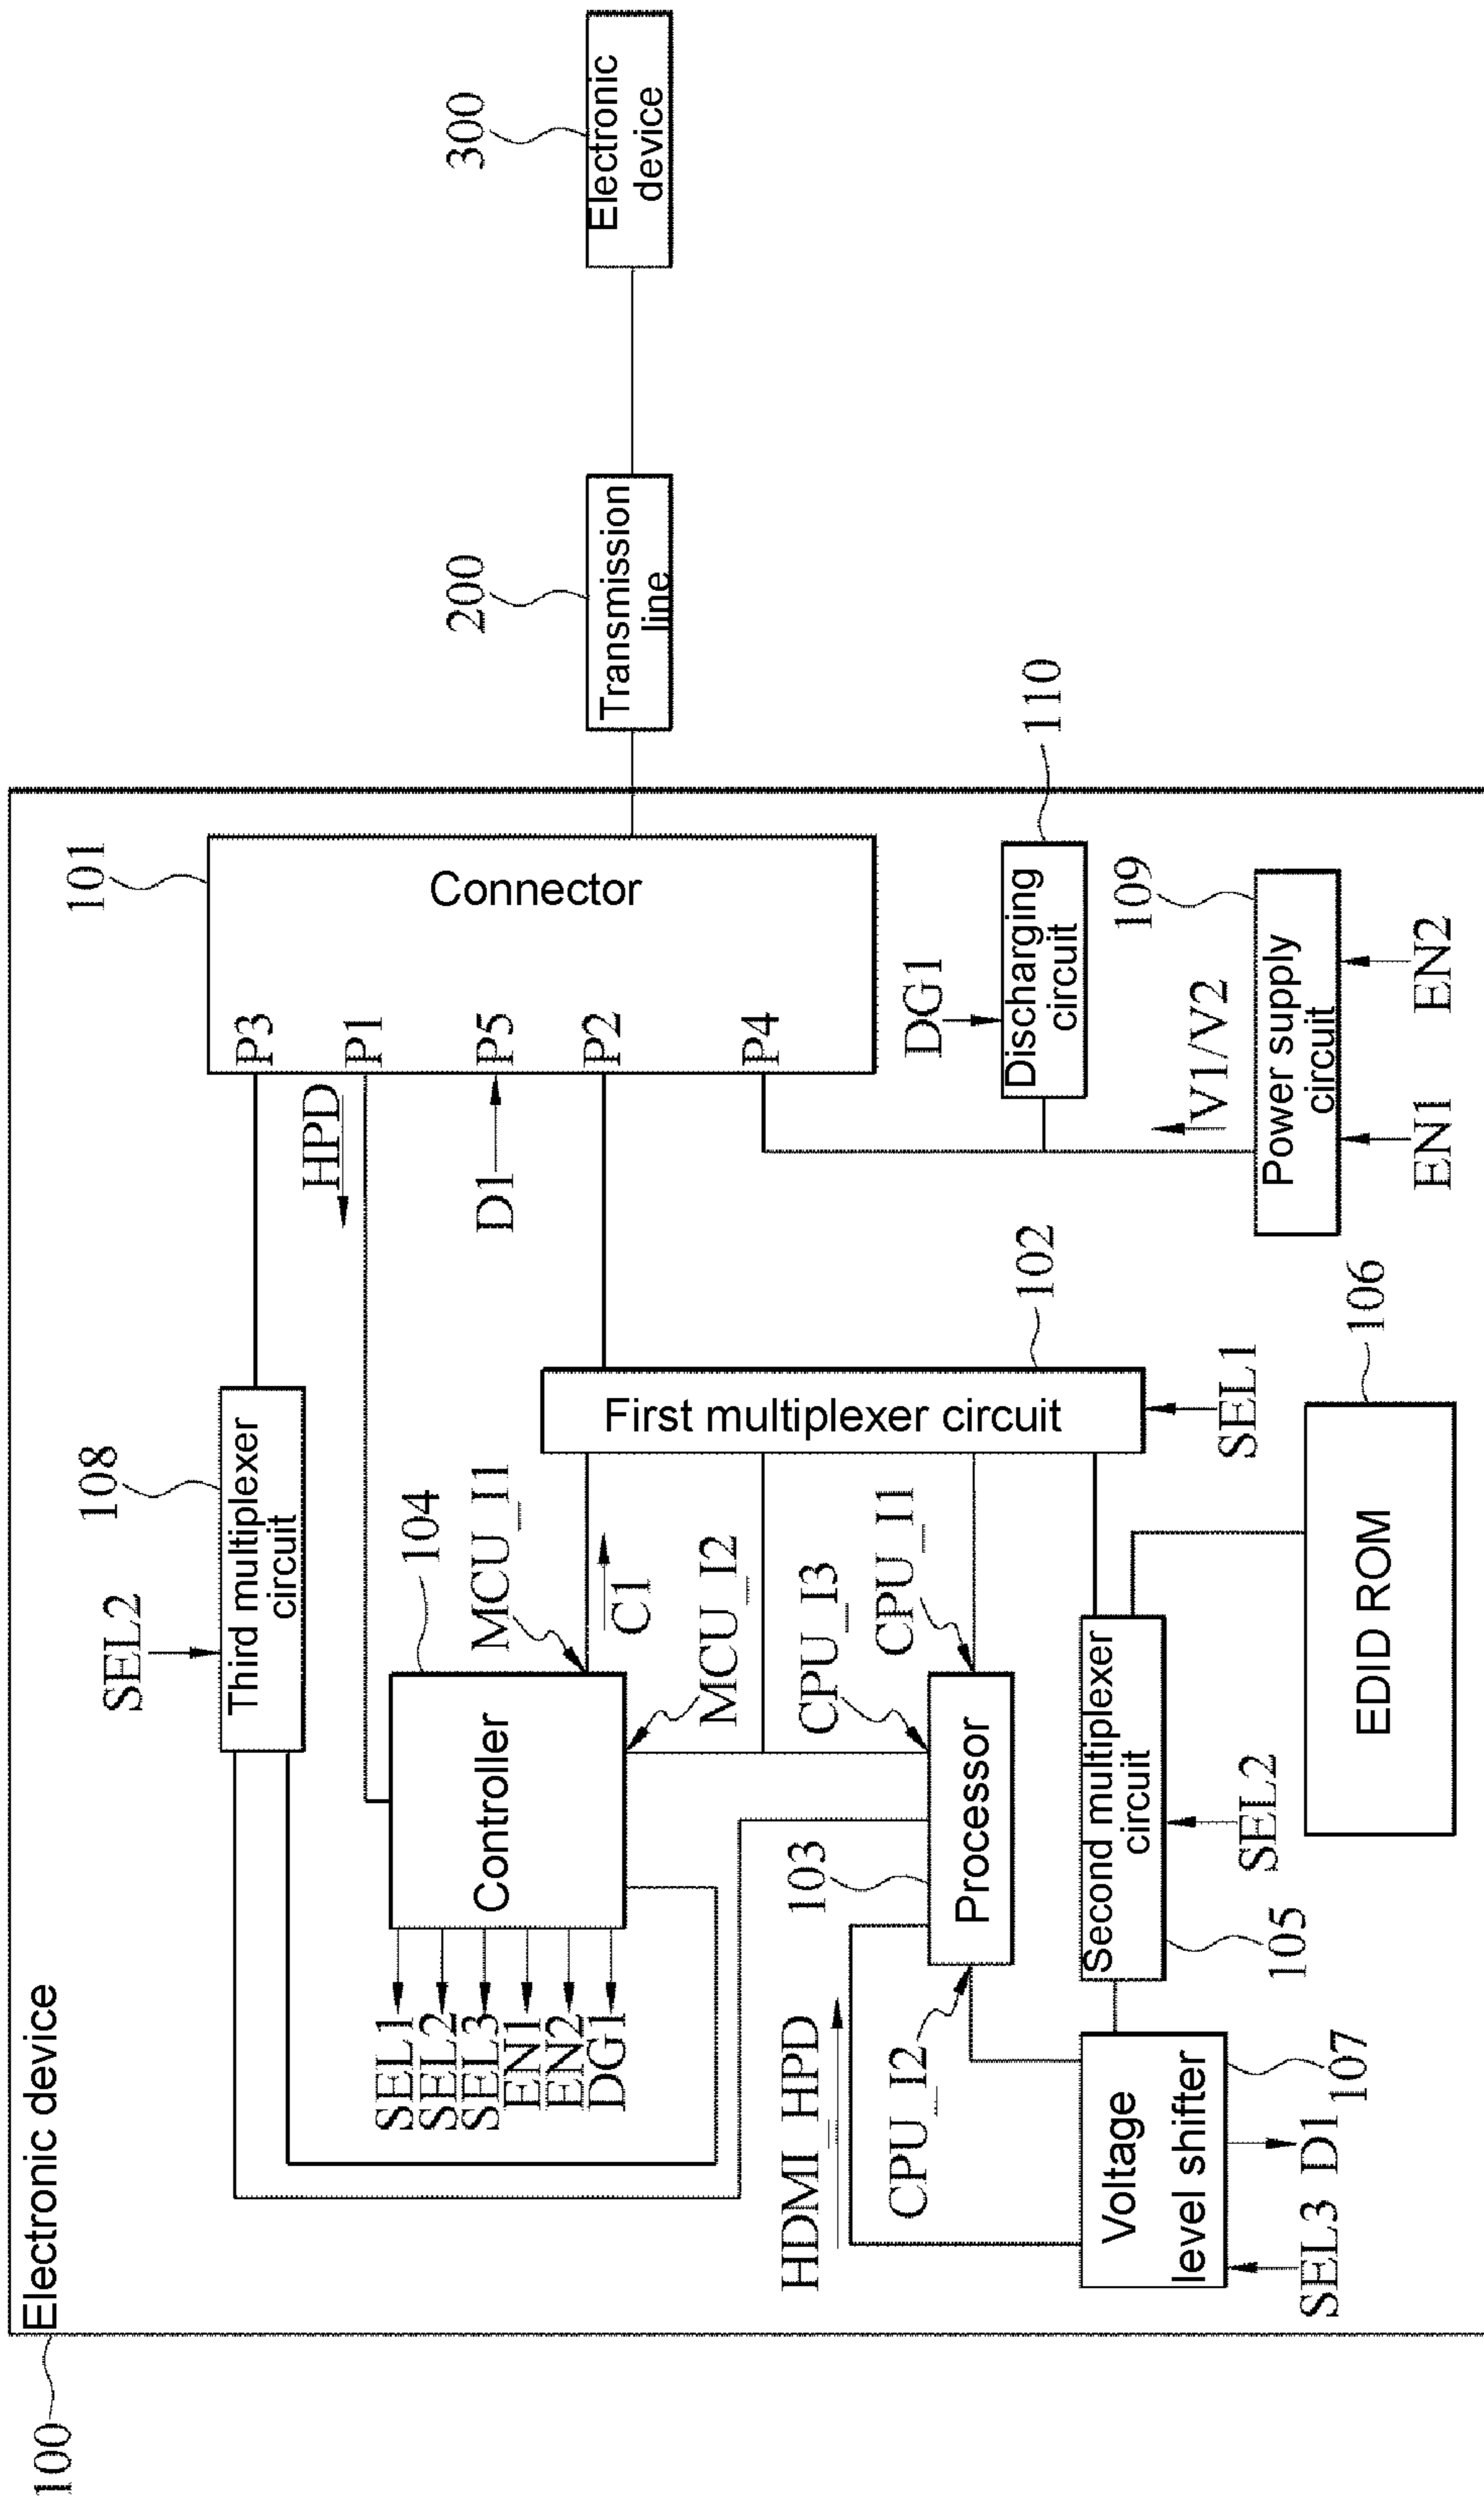 100
Electronic device
SEL2
108
Third multiplexer
circuit
101
Connector
P3
P1
P5
P2
P4
HPD
D1
200
Transmission
line
300
Electronic
device
104
Controller
SEL1
SEL2
SEL3
EN1
EN2
DG1
MCU_I1
C1
MCU_I2
First multiplexer circuit
102
SEL1
CPU_I3
CPU_I1
103
Processor
HDMI_HPD
CPU_I2
DG1
Discharging
circuit
110
V1/V2
109
Power supply
circuit
EN1
EN2
Second multiplexer
circuit
105
SEL2
Voltage
level shifter
107
SEL3
D1
106
EDID ROM